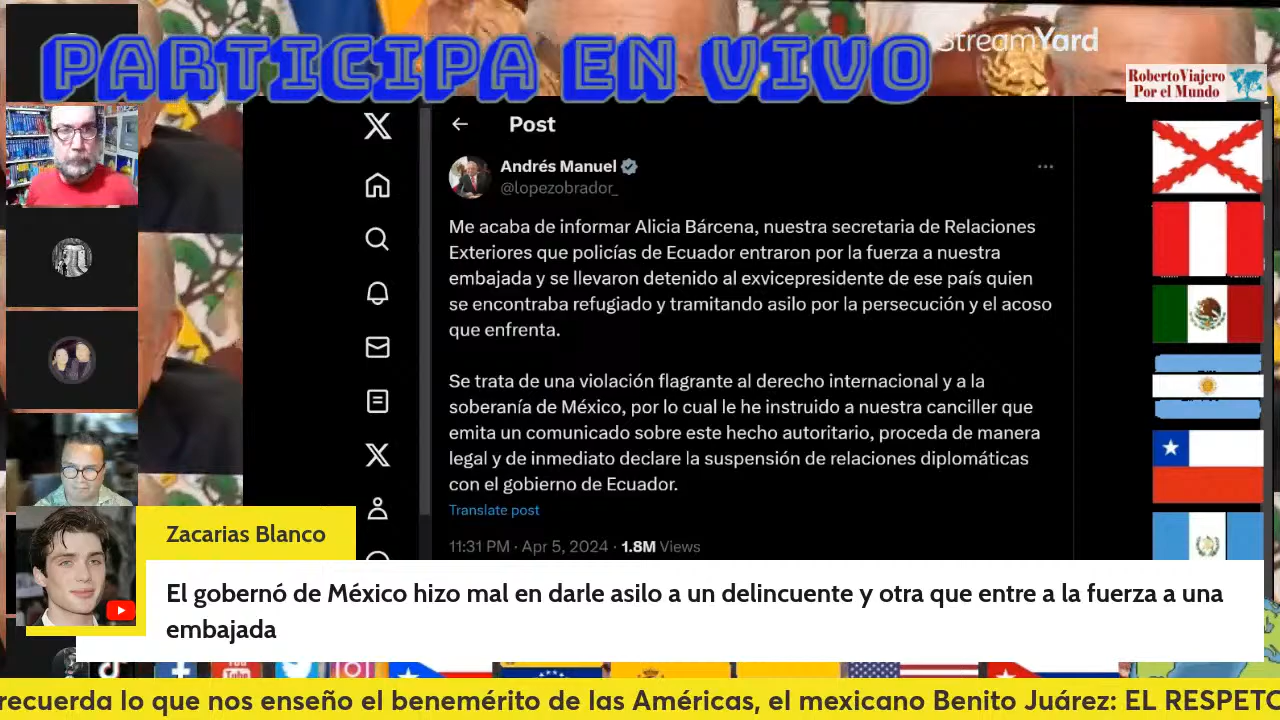 PARTICIPA EN VIVO
StreamYard
RobertoViajero
Por el Mundo
Post
Andrés Manuel
@lopezobrador_
Me acaba de informar Alicia Bárcena, nuestra secretaria de Relaciones
Exteriores que policías de Ecuador entraron por la fuerza a nuestra
embajada y se llevaron detenido al exvicepresidente de ese país quien
se encontraba refugiado y tramitando asilo por la persecución y el acoso
que enfrenta.
Se trata de una violación flagrante al derecho internacional y a la
soberanía de México, por lo cual le he instruido a nuestra canciller que
emita un comunicado sobre este hecho autoritario, proceda de manera
legal y de inmediato declare la suspensión de relaciones diplomáticas
con el gobierno de Ecuador.
Translate post
11:31 PM · Apr 5, 2024 · 1.8M Views
Zacarias Blanco
El gobernó de México hizo mal en darle asilo a un delincuente y otra que entre a la fuerza a una
embajada
You
Tube
recuerda lo que nos enseño el benemérito de las Américas, el mexicano Benito Juárez: EL RESPETO